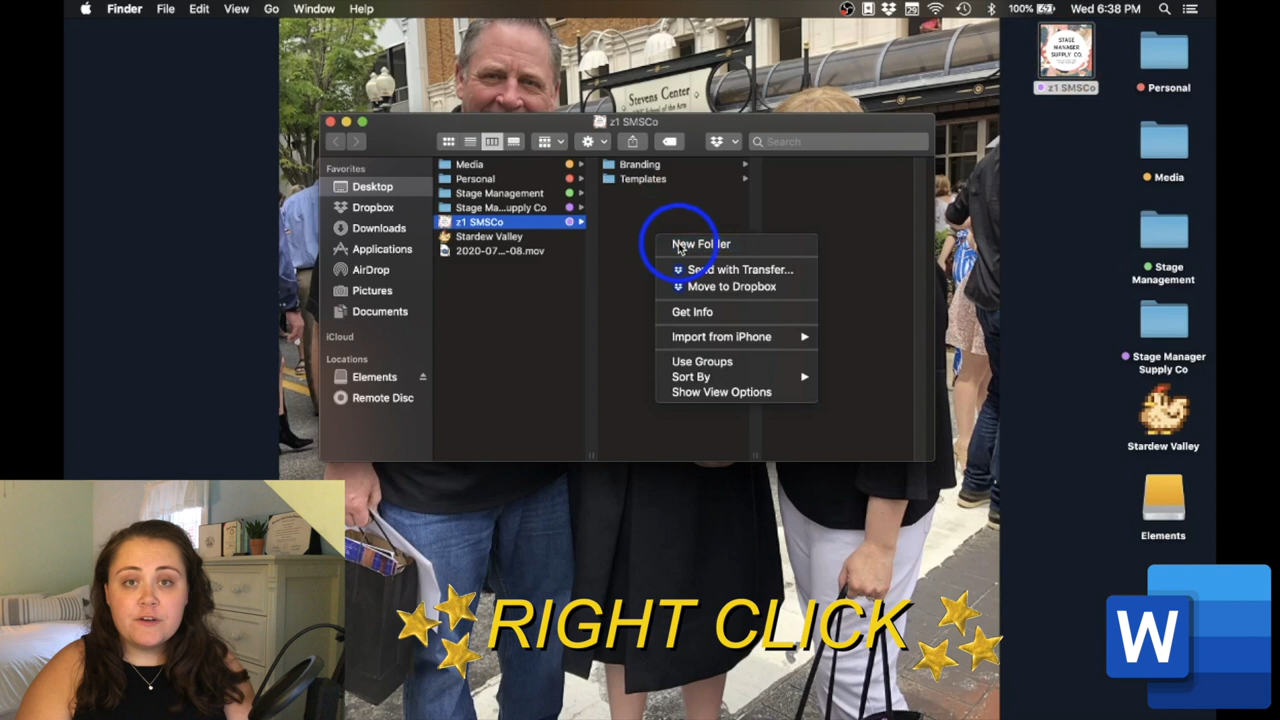 Finder File Edit View Go Window Help
100% Wed 6:38 PM
Stevens Center
STAGE
MANAGER
SUPPLY CO.
z1 SMSCo
Personal
Media
Stage
Management
Stage Manager
Supply Co
Stardew Valley
Elements
z1 SMSCo
Search
Favorites
Desktop
Dropbox
Downloads
Applications
AirDrop
Pictures
Documents
iCloud
Locations
Elements
Remote Disc
Media
Personal
Stage Management
Stage Ma...upply Co
z1 SMSCo
Stardew Valley
2020-07...-08.mov
Branding
Templates
New Folder
Send with Transfer...
Move to Dropbox
Get Info
Import from iPhone
Use Groups
Sort By
Show View Options
RIGHT CLICK
W